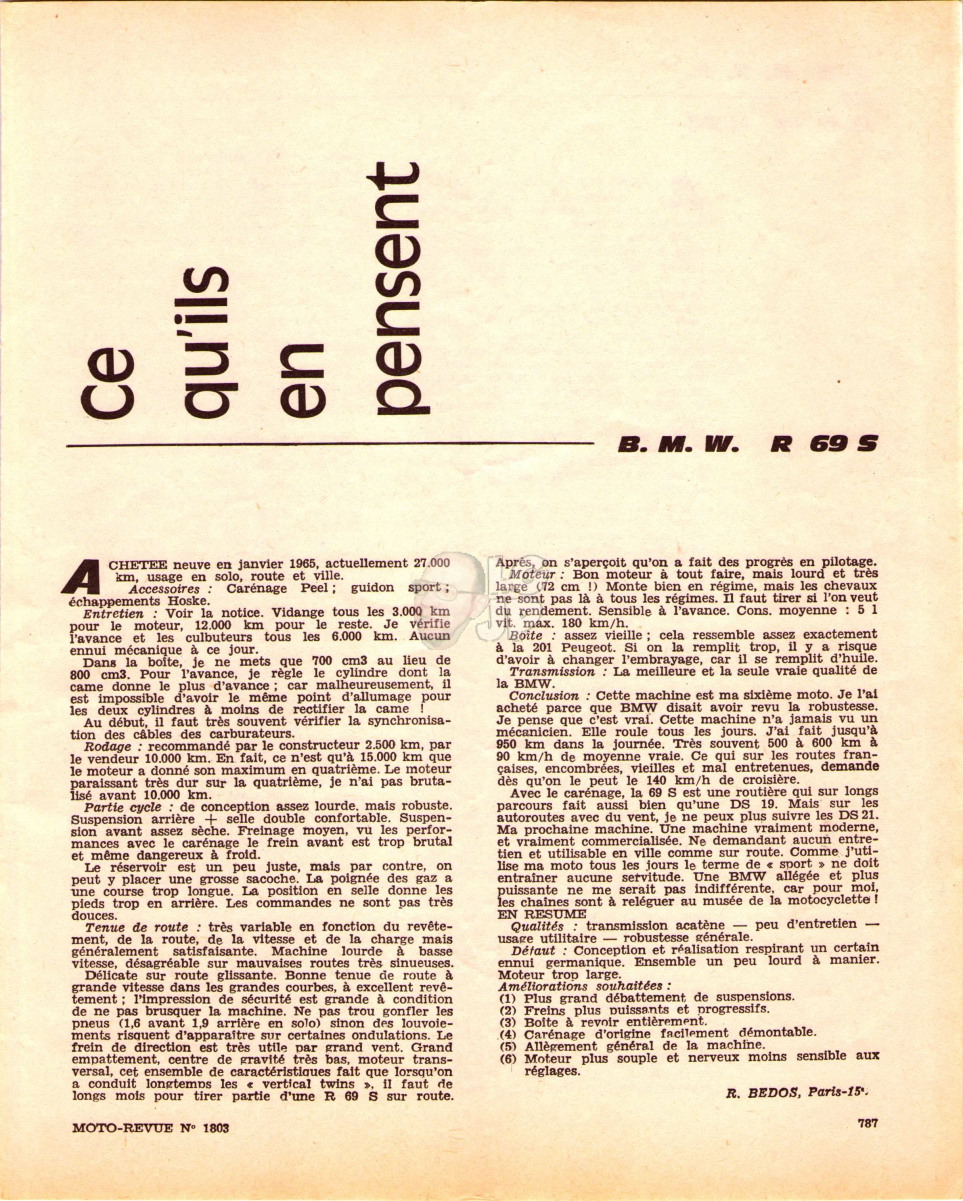 ce
qu'ils
en
pensent
B. M. W. R 69 S
ACHETEE neuve en janvier 1965, actuellement 27.000
km, usage en solo, route et ville.
Accessoires : Carénage Peel ; guidon sport ;
échappements Hoske.
Entretien : Voir la notice. Vidange tous les 3.000 km
pour le moteur, 12.000 km pour le reste. Je vérifie
l'avance et les culbuteurs tous les 6.000 km. Aucun
ennui mécanique à ce jour.
Dans la boîte, je ne mets que 700 cm3 au lieu de
800 cm3. Pour l'avance, je règle le cylindre dont la
came donne le plus d'avance ; car malheureusement, il
est impossible d'avoir le même point d'allumage pour
les deux cylindres à moins de rectifier la came !
Au début, il faut très souvent vérifier la synchronisa-
tion des câbles des carburateurs.
Rodage : recommandé par le constructeur 2.500 km, par
le vendeur 10.000 km. En fait, ce n'est qu'à 15.000 km que
le moteur a donné son maximum en quatrième. Le moteur
paraissant très dur sur la quatrième, je n'ai pas bruta-
lisé avant 10.000 km.
Partie cycle : de conception assez lourde, mais robuste.
Suspension arrière + selle double confortable. Suspen-
sion avant assez sèche. Freinage moyen, vu les perfor-
mances avec le carénage le frein avant est trop brutal
et même dangereux à froid.
Le réservoir est un peu juste, mais par contre, on
peut y placer une grosse sacoche. La poignée des gaz a
une course trop longue. La position en selle donne les
pieds trop en arrière. Les commandes ne sont pas très
douces.
Tenue de route : très variable en fonction du revête-
ment, de la route, de la vitesse et de la charge mais
généralement satisfaisante. Machine lourde à basse
vitesse, désagréable sur mauvaises routes très sinueuses.
Délicate sur route glissante. Bonne tenue de route à
grande vitesse dans les grandes courbes, à excellent revê-
tement ; l'impression de sécurité est grande à condition
de ne pas brusquer la machine. Ne pas trou gonfler les
pneus (1,6 avant 1,9 arrière en solo) sinon des louvoie-
ments risquent d'apparaître sur certaines ondulations. Le
frein de direction est très utile par grand vent. Grand
empattement, centre de gravité très bas, moteur trans-
versal, cet ensemble de caractéristiques fait que lorsqu'on
a conduit longtemps les « vertical twins », il faut de
longs mois pour tirer partie d'une R 69 S sur route.
Après, on s'aperçoit qu'on a fait des progrès en pilotage.
Moteur : Bon moteur à tout faire, mais lourd et très
large (72 cm !) Monte bien en régime, mais les chevaux
ne sont pas là à tous les régimes. Il faut tirer si l'on veut
du rendement. Sensible à l'avance. Cons. moyenne : 5 l
vit. max. 180 km/h.
Boîte : assez vieille ; cela ressemble assez exactement
à la 201 Peugeot. Si on la remplit trop, il y a risque
d'avoir à changer l'embrayage, car il se remplit d'huile.
Transmission : La meilleure et la seule vraie qualité de
la BMW.
Conclusion : Cette machine est ma sixième moto. Je l'ai
acheté parce que BMW disait avoir revu la robustesse.
Je pense que c'est vrai. Cette machine n'a jamais vu un
mécanicien. Elle roule tous les jours. J'ai fait jusqu'à
950 km dans la journée. Très souvent 500 à 600 km à
90 km/h de moyenne vraie. Ce qui sur les routes fran-
çaises, encombrées, vieilles et mal entretenues, demande
dès qu'on le peut le 140 km/h de croisière.
Avec le carénage, la 69 S est une routière qui sur longs
parcours fait aussi bien qu'une DS 19. Mais sur les
autoroutes avec du vent, je ne peux plus suivre les DS 21.
Ma prochaine machine. Une machine vraiment moderne,
et vraiment commercialisée. Ne demandant aucun entre-
tien et utilisable en ville comme sur route. Comme j'uti-
lise ma moto tous les jours le terme de « sport » ne doit
entraîner aucune servitude. Une BMW allégée et plus
puissante ne me serait pas indifférente, car pour moi,
les chaînes sont à reléguer au musée de la motocyclette !
EN RESUME
Qualités : transmission acatène — peu d'entretien —
usage utilitaire — robustesse générale.
Défaut : Conception et réalisation respirant un certain
ennui germanique. Ensemble un peu lourd à manier.
Moteur trop large.
Améliorations souhaitées :
(1) Plus grand débattement de suspensions.
(2) Freins plus puissants et progressifs.
(3) Boîte à revoir entièrement.
(4) Carénage d'origine facilement démontable.
(5) Allègement général de la machine.
(6) Moteur plus souple et nerveux moins sensible aux
réglages.
R. BEDOS, Paris-15e.
MOTO-REVUE No 1803
787